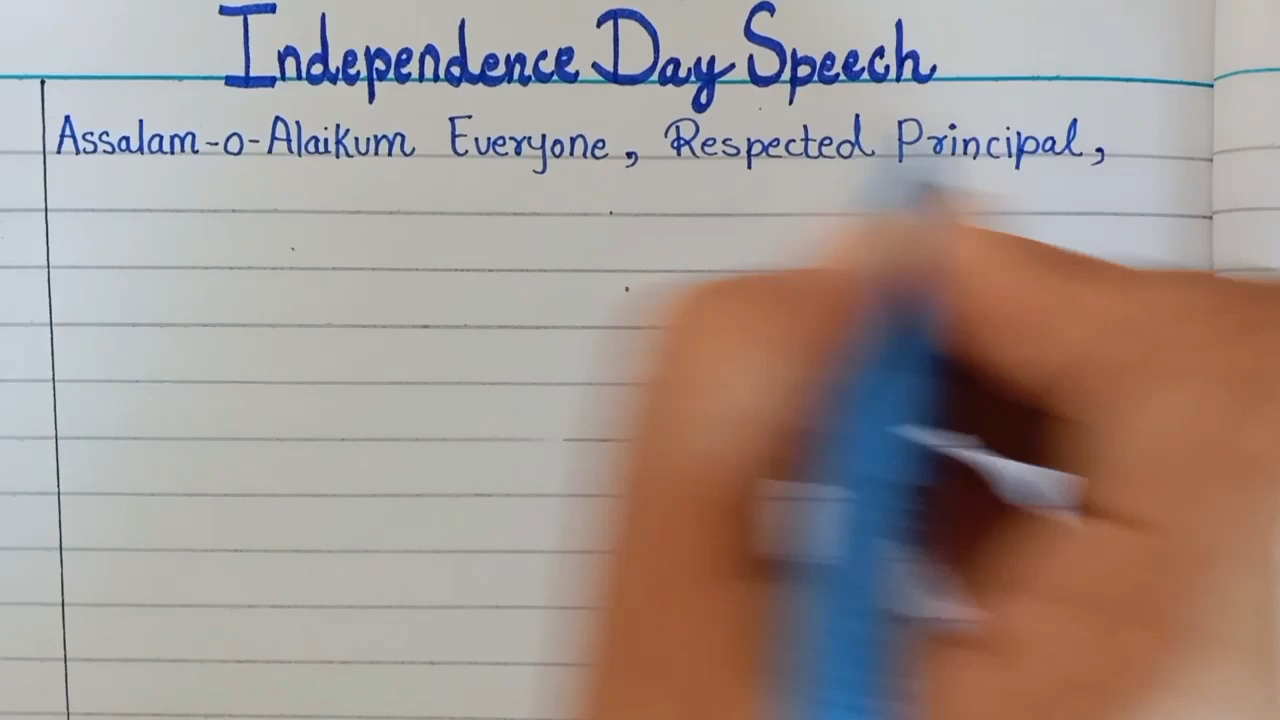 Independence Day Speech
Assalam-o-Alaikum Everyone, Respected Principal,